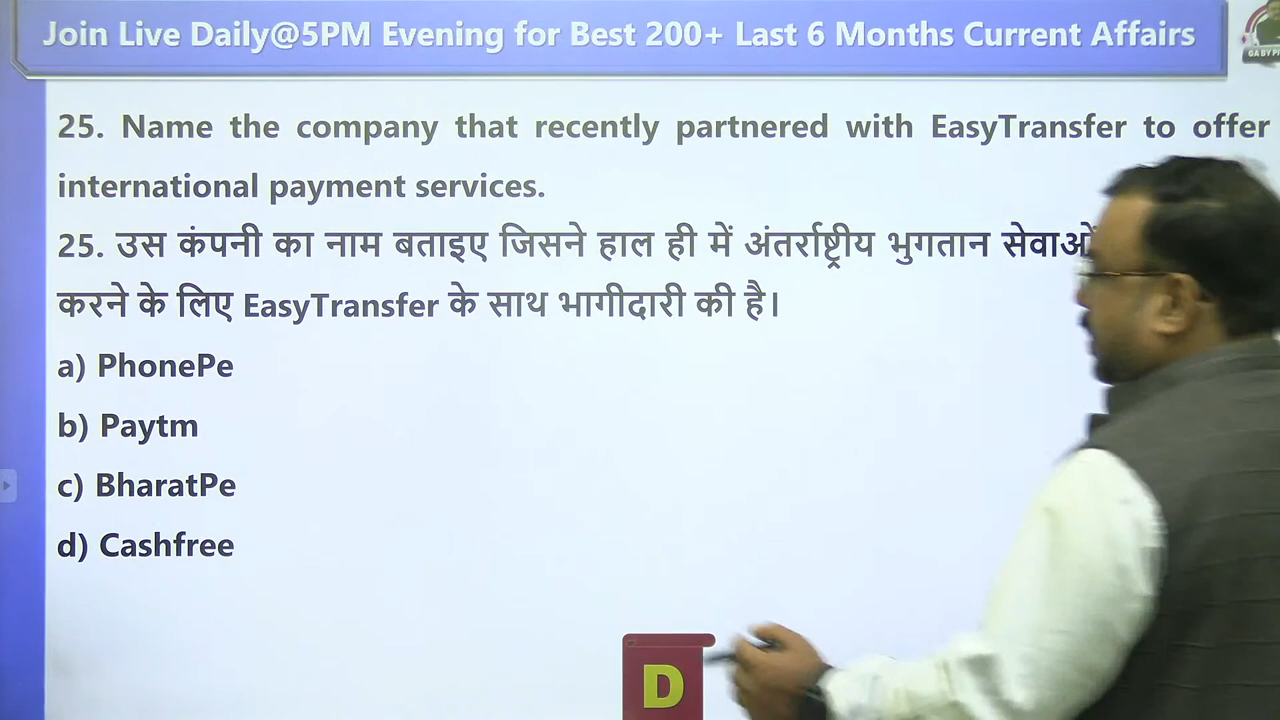 Join Live Daily@5PM Evening for Best 200+ Last 6 Months Current Affairs
GA BY P
25. Name the company that recently partnered with EasyTransfer to offer
international payment services.
25. उस कंपनी का नाम बताइए जिसने हाल ही में अंतर्राष्ट्रीय भुगतान सेवाओं
करने के लिए EasyTransfer के साथ भागीदारी की है।
a) PhonePe
b) Paytm
c) BharatPe
d) Cashfree
D